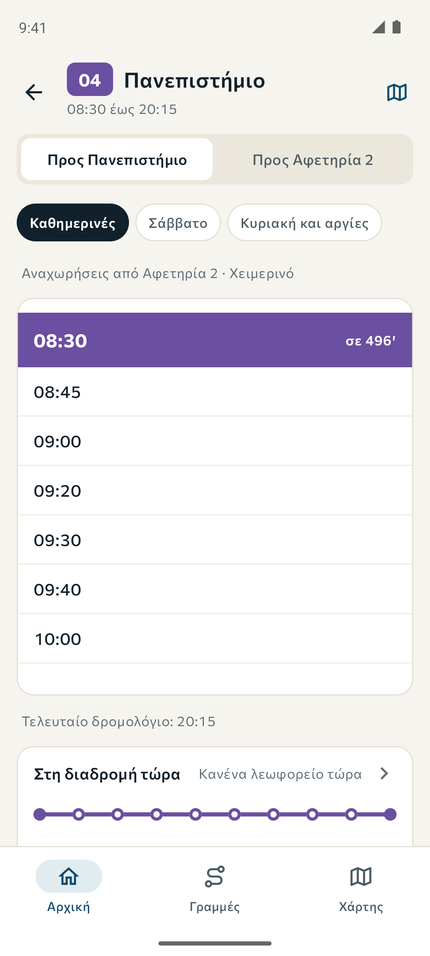 9:41
04 Πανεπιστήμιο
08:30 έως 20:15
Προς Πανεπιστήμιο Προς Αφετηρία 2
Καθημερινές Σάββατο Κυριακή και αργίες
Αναχωρήσεις από Αφετηρία 2 · Χειμερινό
08:30 σε 496'
08:45
09:00
09:20
09:30
09:40
10:00
Τελευταίο δρομολόγιο: 20:15
Στη διαδρομή τώρα Κανένα λεωφορείο τώρα
Αρχική Γραμμές Χάρτης